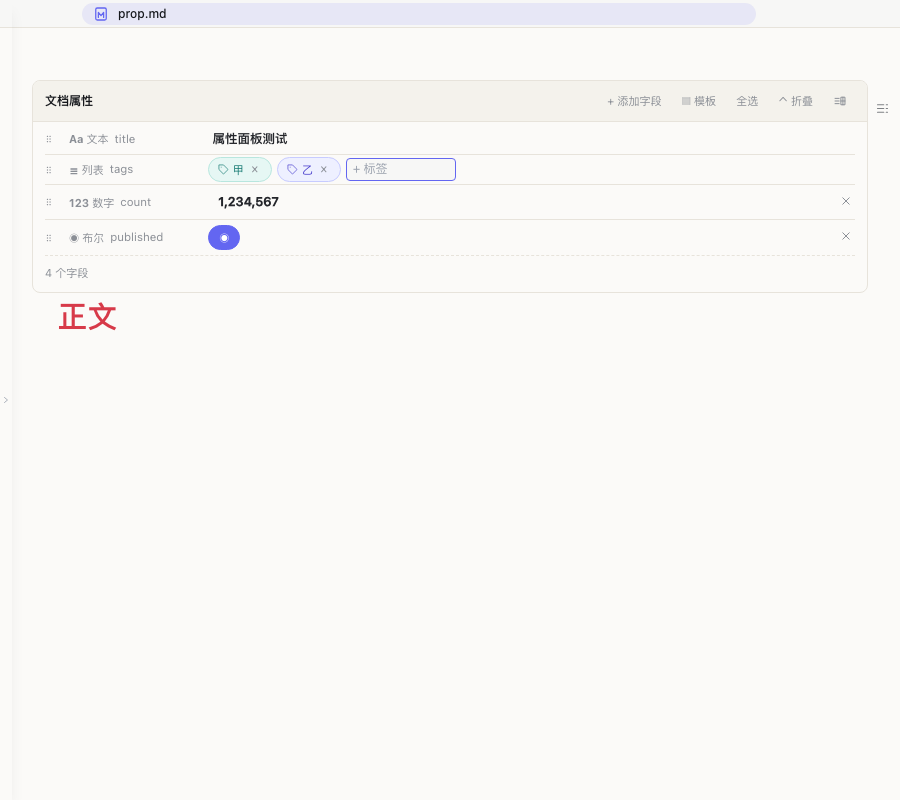 prop.md
文档属性 + 添加字段 模板 全选 折叠
Aa 文本 title 属性面板测试
列表 tags 甲 × 乙 × + 标签
123 数字 count 1,234,567 ×
布尔 published ×
4 个字段
正文